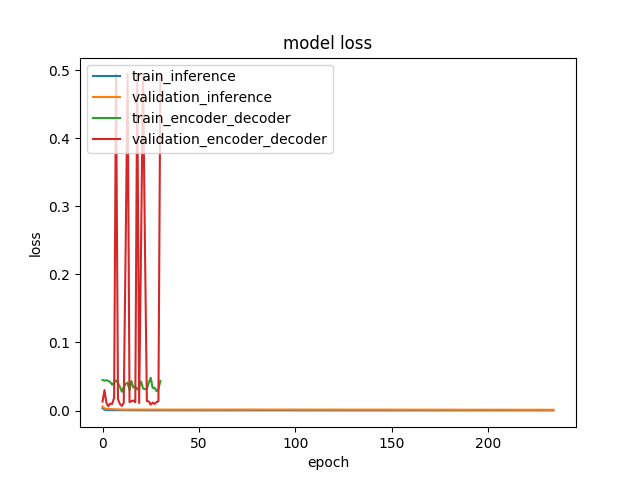 model loss
train_inference
validation_inference
train_encoder_decoder
validation_encoder_decoder
0.5
0.4
0.3
0.2
0.1
0.0
loss
0 50 100 150 200
epoch